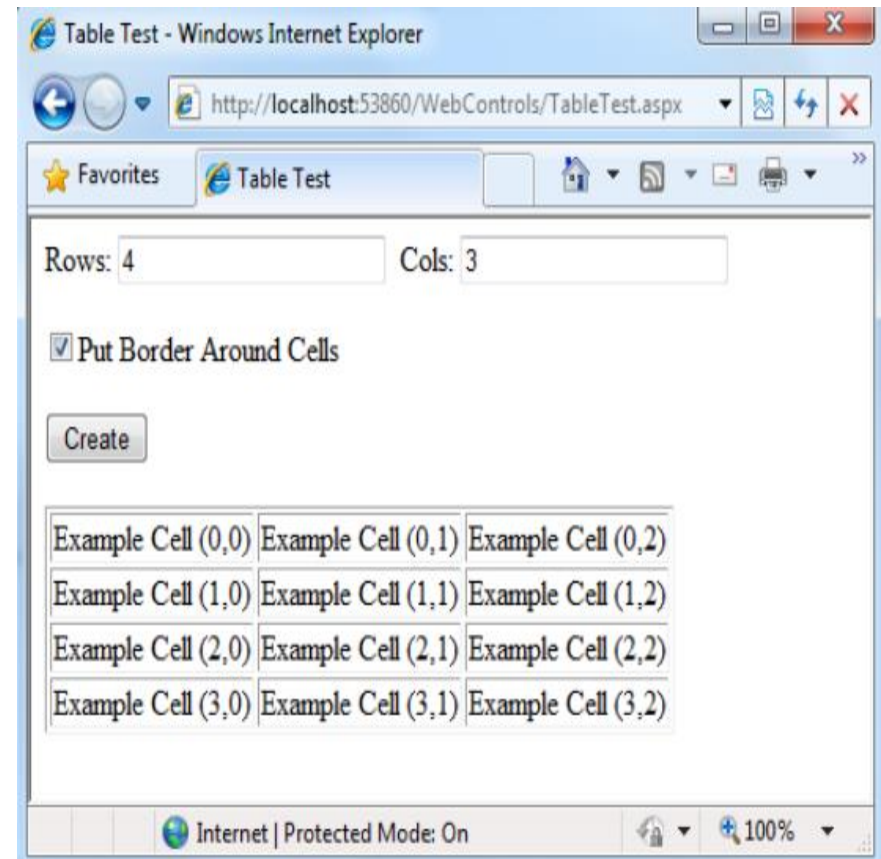 Table Test - Windows Internet Explorer
http://localhost:53860/WebControls/TableTest.aspx
Favorites Table Test
Rows: 4 Cols: 3
Put Border Around Cells
Create
Example Cell (0,0) Example Cell (0,1) Example Cell (0,2)
Example Cell (1,0) Example Cell (1,1) Example Cell (1,2)
Example Cell (2,0) Example Cell (2,1) Example Cell (2,2)
Example Cell (3,0) Example Cell (3,1) Example Cell (3,2)
Internet | Protected Mode: On 100%